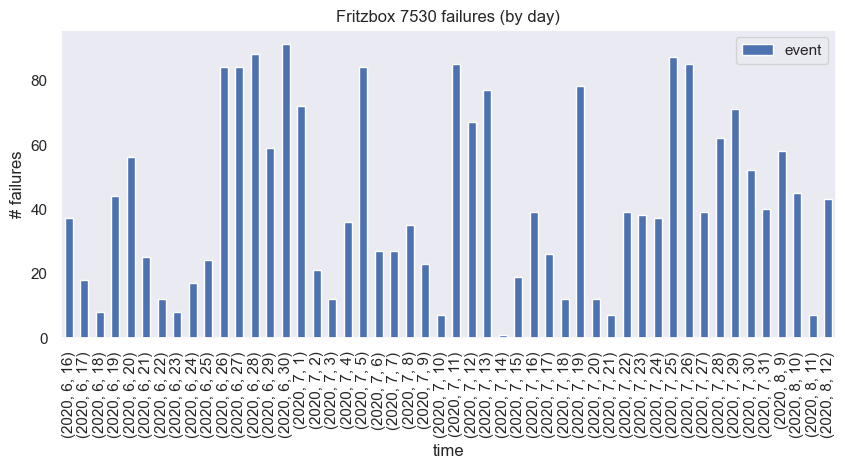 Fritzbox 7530 failures (by day)
event
# failures
80
60
40
20
0
(2020, 6, 16)
(2020, 6, 17)
(2020, 6, 18)
(2020, 6, 19)
(2020, 6, 20)
(2020, 6, 21)
(2020, 6, 22)
(2020, 6, 23)
(2020, 6, 24)
(2020, 6, 25)
(2020, 6, 26)
(2020, 6, 27)
(2020, 6, 28)
(2020, 6, 29)
(2020, 6, 30)
(2020, 7, 1)
(2020, 7, 2)
(2020, 7, 3)
(2020, 7, 4)
(2020, 7, 5)
(2020, 7, 6)
(2020, 7, 7)
(2020, 7, 8)
(2020, 7, 9)
(2020, 7, 10)
(2020, 7, 11)
(2020, 7, 12)
(2020, 7, 13)
(2020, 7, 14)
(2020, 7, 15)
(2020, 7, 16)
(2020, 7, 17)
(2020, 7, 18)
(2020, 7, 19)
(2020, 7, 20)
(2020, 7, 21)
(2020, 7, 22)
(2020, 7, 23)
(2020, 7, 24)
(2020, 7, 25)
(2020, 7, 26)
(2020, 7, 27)
(2020, 7, 28)
(2020, 7, 29)
(2020, 7, 30)
(2020, 7, 31)
(2020, 8, 9)
(2020, 8, 10)
(2020, 8, 11)
(2020, 8, 12)
time